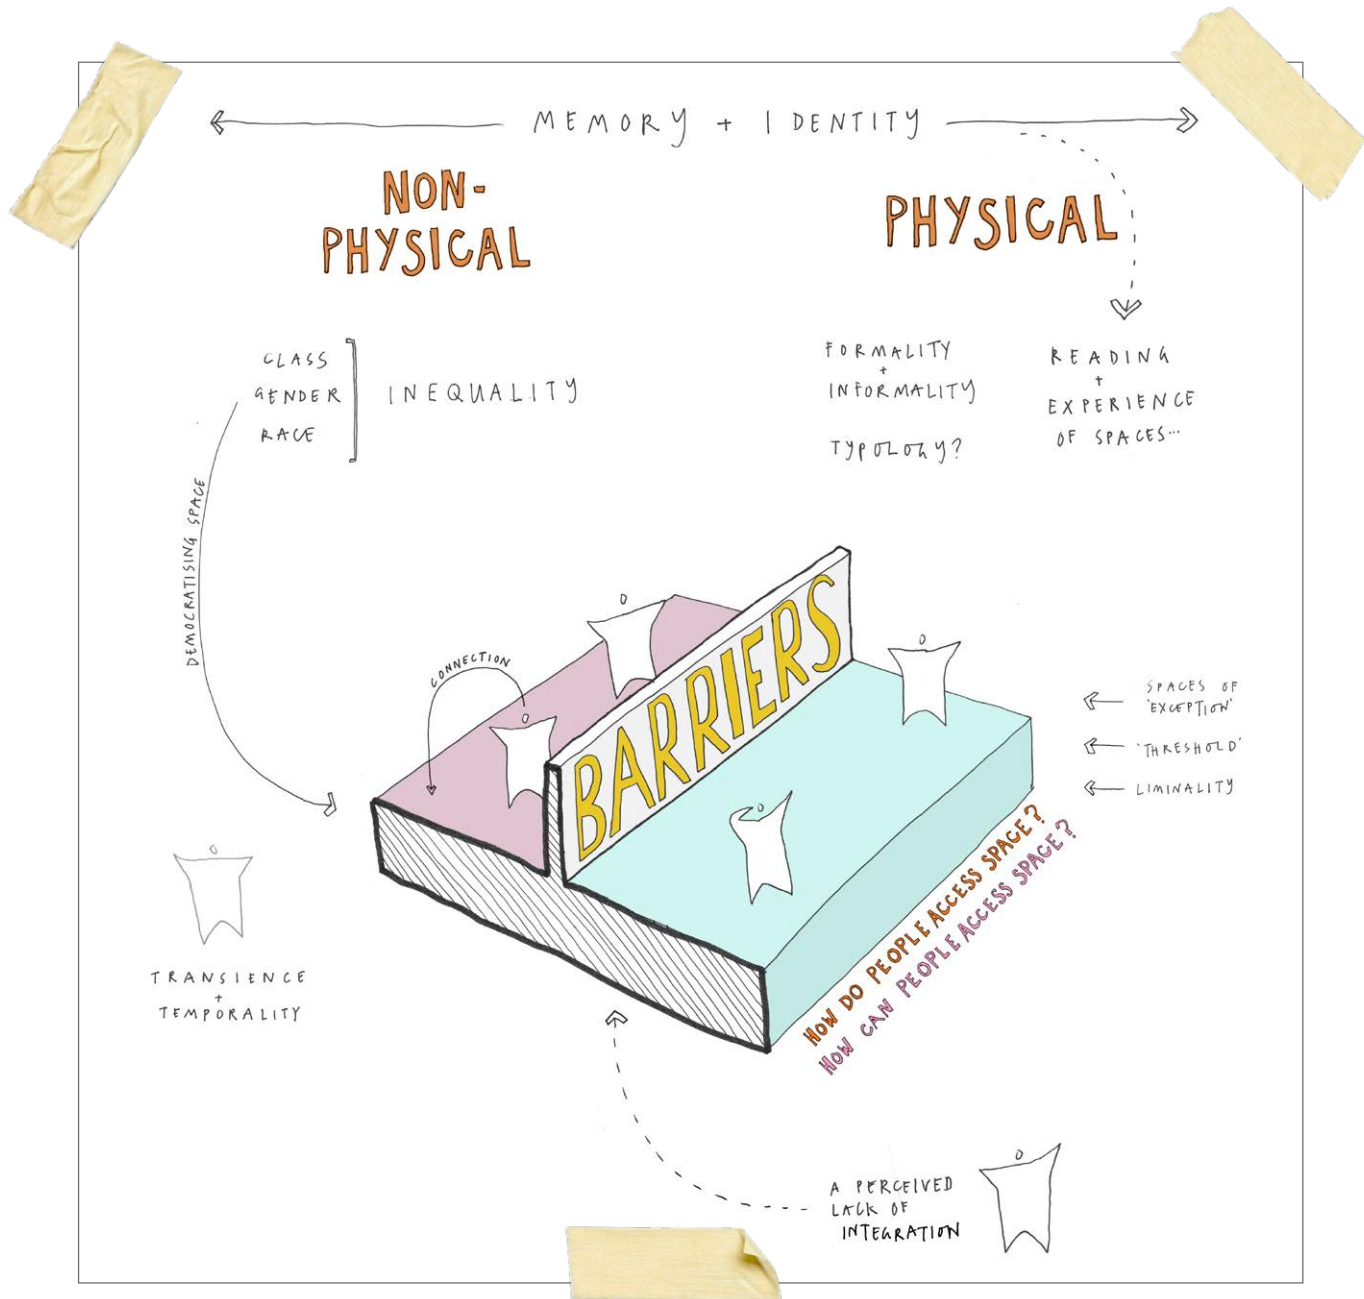 MEMORY + IDENTITY
NON-
PHYSICAL
PHYSICAL
CLASS
GENDER
RACE
INEQUALITY
FORMALITY
+
INFORMALITY
TYPOLOGY?
READING
+
EXPERIENCE
OF SPACES...
DEMOCRATISING SPACE
CONNECTION
BARRIERS
SPACES OF
'EXCEPTION'
'THRESHOLD'
LIMINALITY
HOW DO PEOPLE ACCESS SPACE?
HOW CAN PEOPLE ACCESS SPACE?
TRANSIENCE
+
TEMPORALITY
A PERCEIVED
LACK OF
INTEGRATION